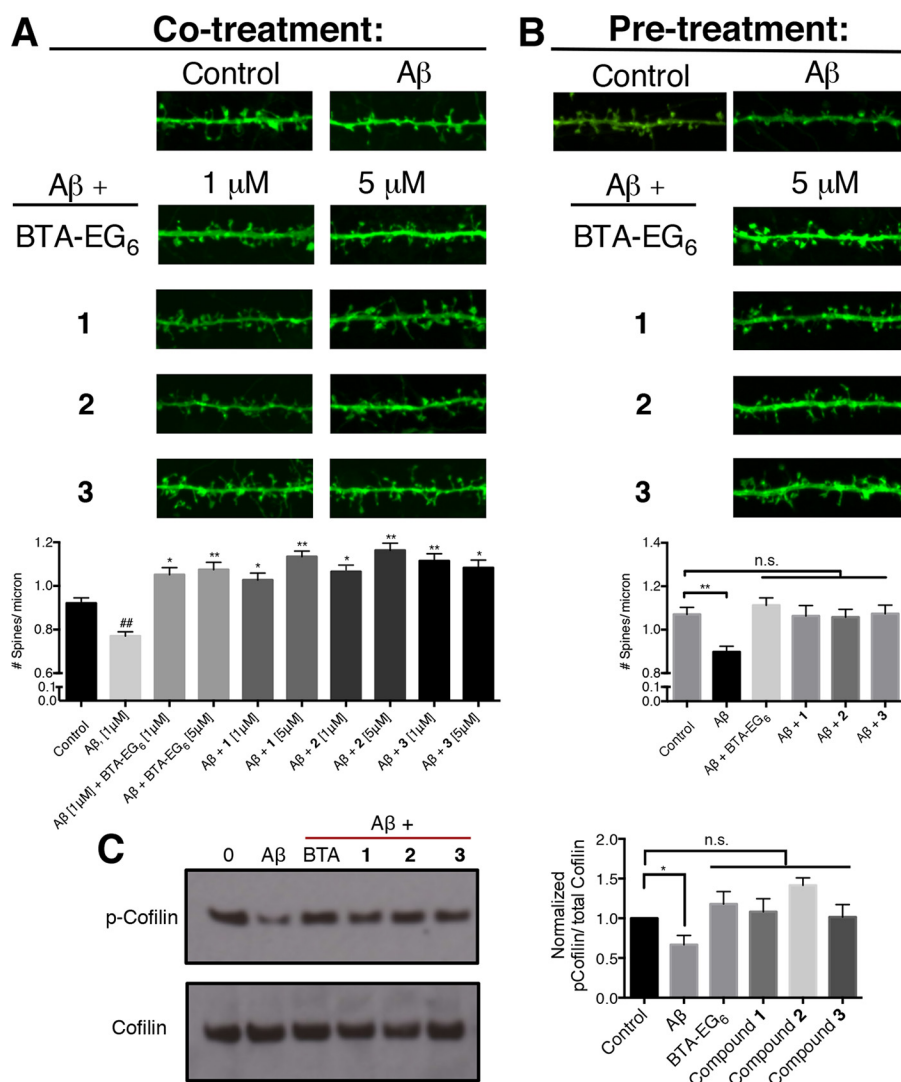 A Co-treatment:
Control Aβ
Aβ + 1 μM 5 μM
BTA-EG6
1
2
3
# Spines/ micron
1.2
1.0
0.8
0.6
0.1
0.0
##
* ** * ** * ** ** *
Control
Aβ, [1μM]
Aβ [1μM] + BTA-EG6 [1μM]
Aβ + BTA-EG6 [5μM]
Aβ + 1 [1μM]
Aβ + 1 [5μM]
Aβ + 2 [1μM]
Aβ + 2 [5μM]
Aβ + 3 [1μM]
Aβ + 3 [5μM]
B Pre-treatment:
Control Aβ
Aβ + 5 μM
BTA-EG6
1
2
3
# Spines/ micron
1.4
1.2
1.0
0.8
0.6
0.1
0.0
n.s.
**
Control
Aβ
Aβ + BTA-EG6
Aβ + 1
Aβ + 2
Aβ + 3
C
Aβ +
0 Aβ BTA 1 2 3
p-Cofilin
Cofilin
Normalized
pCofilin/ total Cofilin
2.0
1.5
1.0
0.5
0.0
n.s.
*
Control
Aβ
BTA-EG6
Compound 1
Compound 2
Compound 3